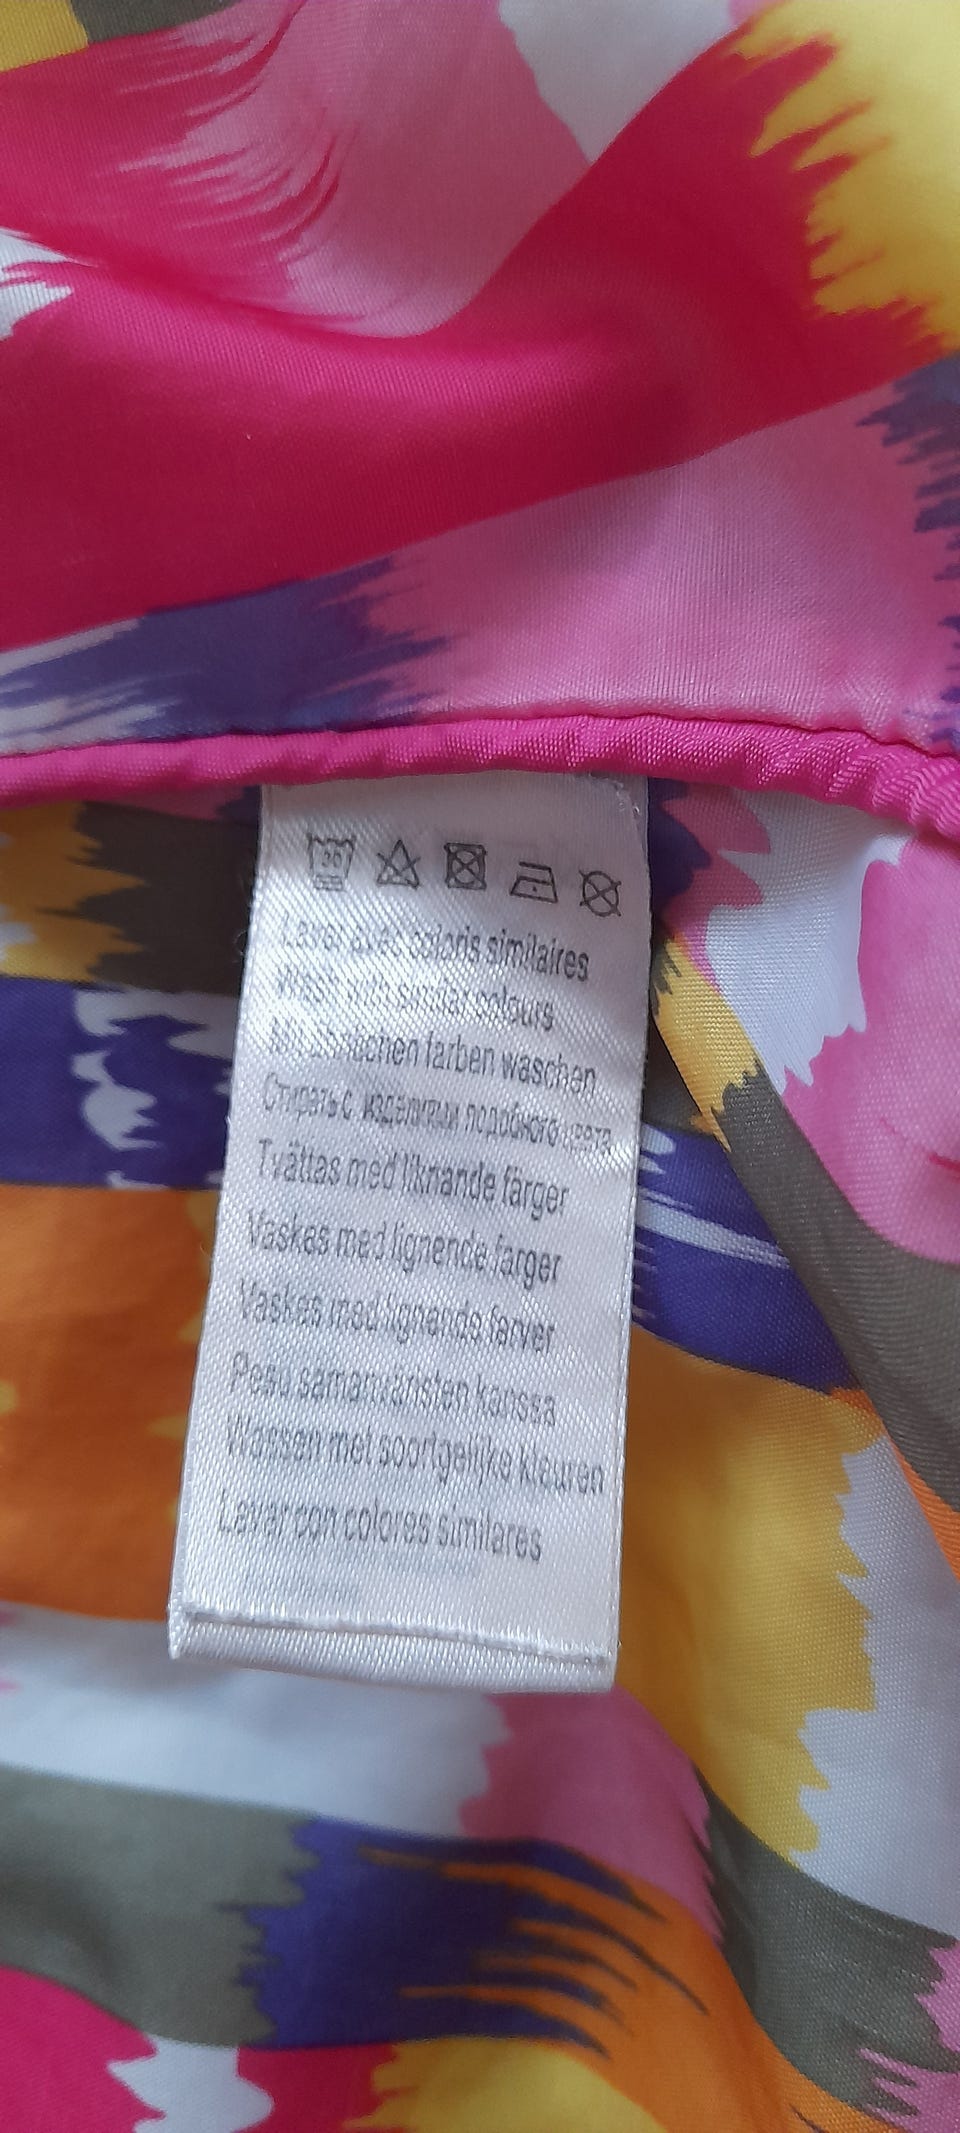 30
Laver avec coloris similaires
Wash with similar colours
Mit ähnlichen farben waschen
Стирать с изделиями подобного цвета
Tvättas med liknande färger
Vaskes med lignende farger
Vaskes med lignende farver
Pesu samanväristen kanssa
Wassen met soortgelijke kleuren
Lavar con colores similares